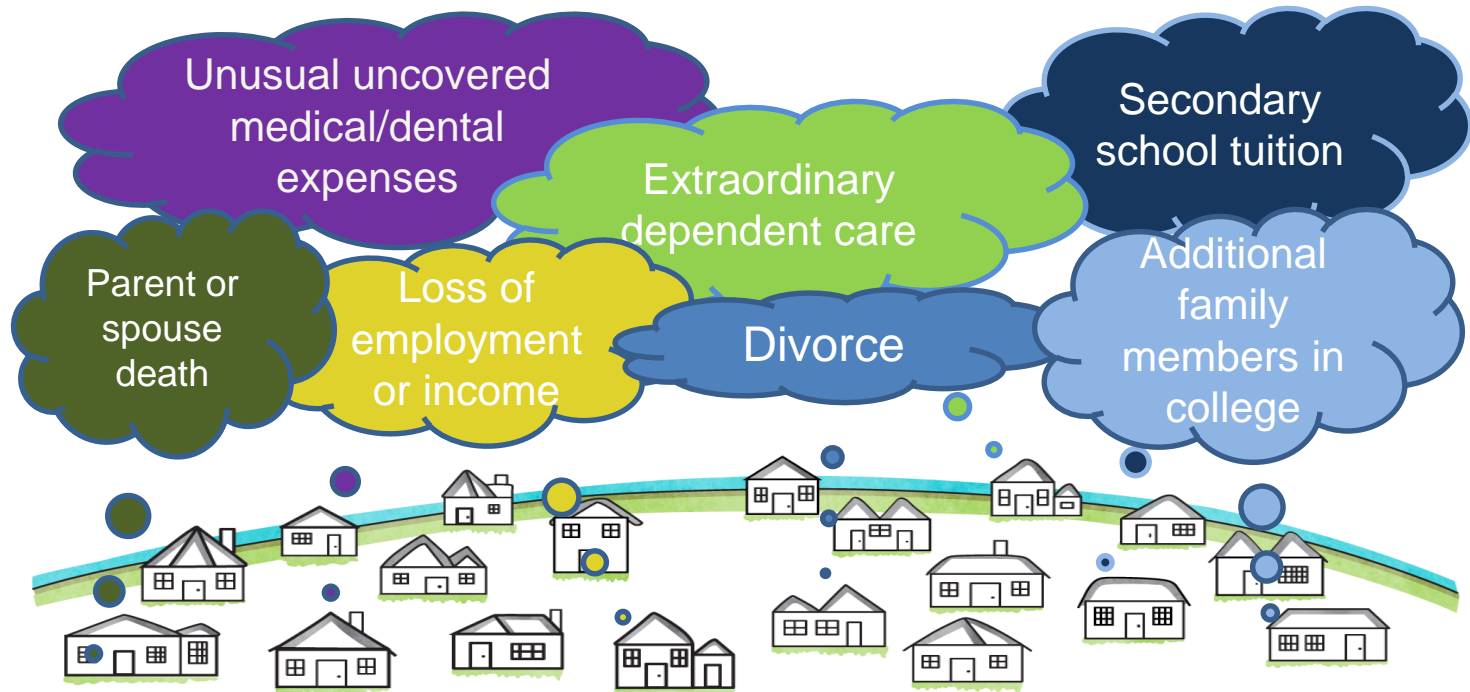 Unusual uncovered
medical/dental
expenses
Extraordinary
dependent care
Secondary
school tuition
Parent or
spouse
death
Loss of
employment
or income
Divorce
Additional
family
members in
college